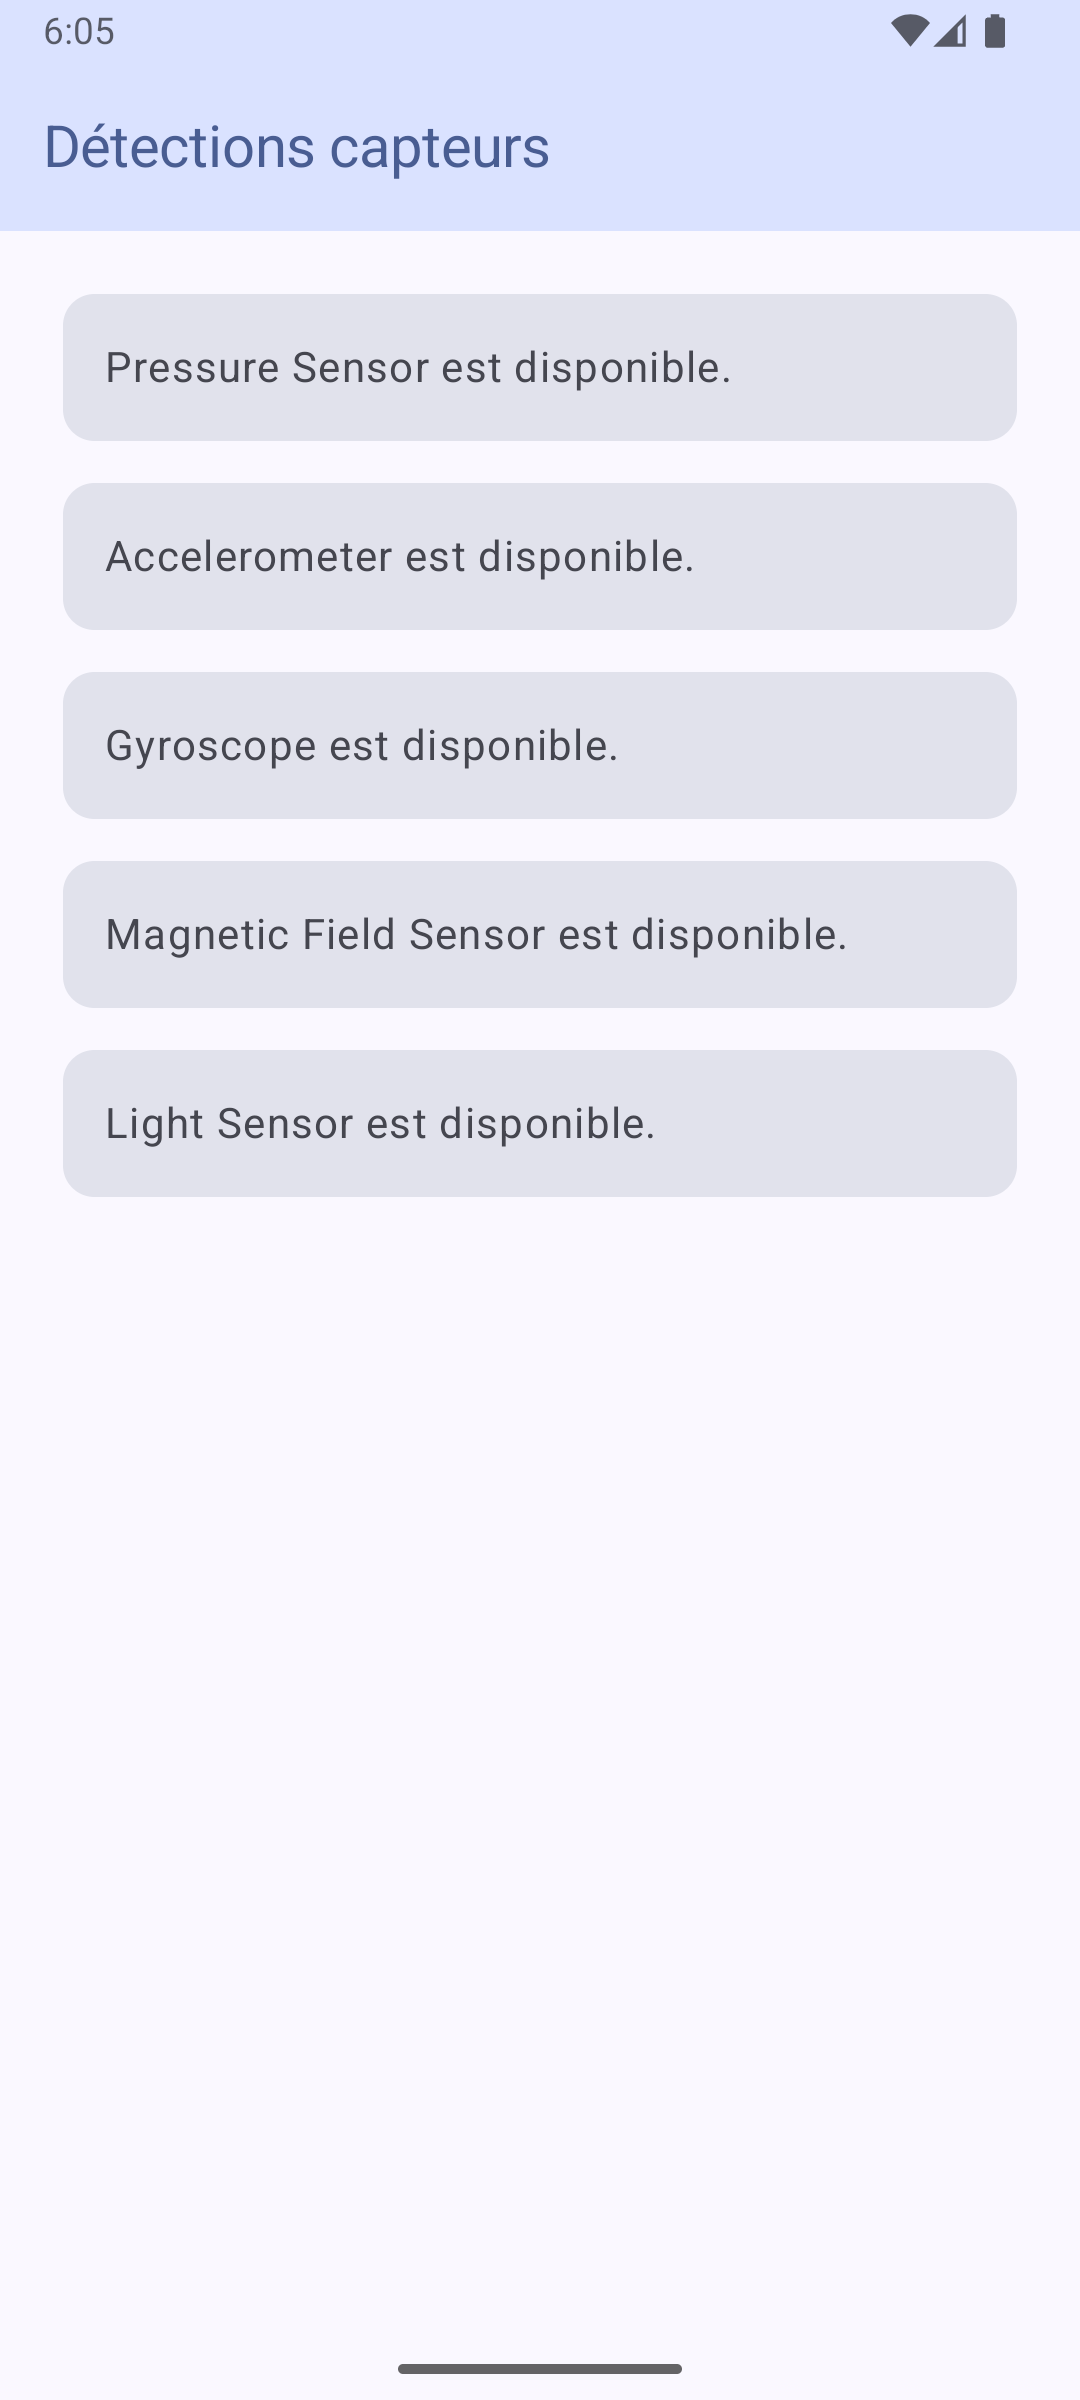 6:05
Détections capteurs
Pressure Sensor est disponible.
Accelerometer est disponible.
Gyroscope est disponible.
Magnetic Field Sensor est disponible.
Light Sensor est disponible.